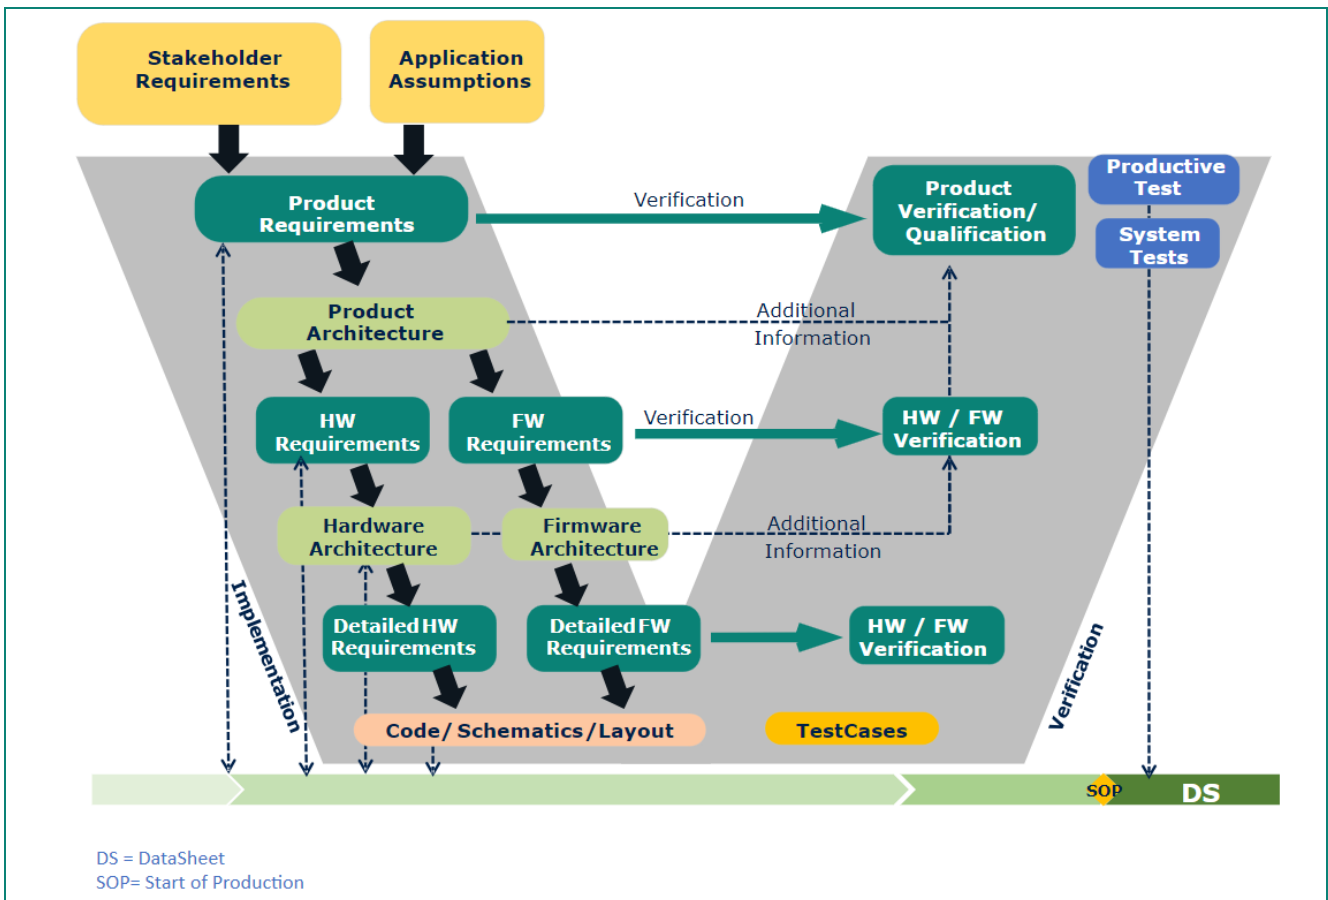 Stakeholder
Requirements
Application
Assumptions
Product
Requirements
Verification
Product
Verification/
Qualification
Productive
Test
System
Tests
Product
Architecture
Additional
Information
HW
Requirements
FW
Requirements
Verification
HW / FW
Verification
Hardware
Architecture
Firmware
Architecture
Additional
Information
Implementation
Detailed HW
Requirements
Detailed FW
Requirements
HW / FW
Verification
Verification
Code/ Schematics/Layout
TestCases
SOP
DS
DS = DataSheet
SOP= Start of Production